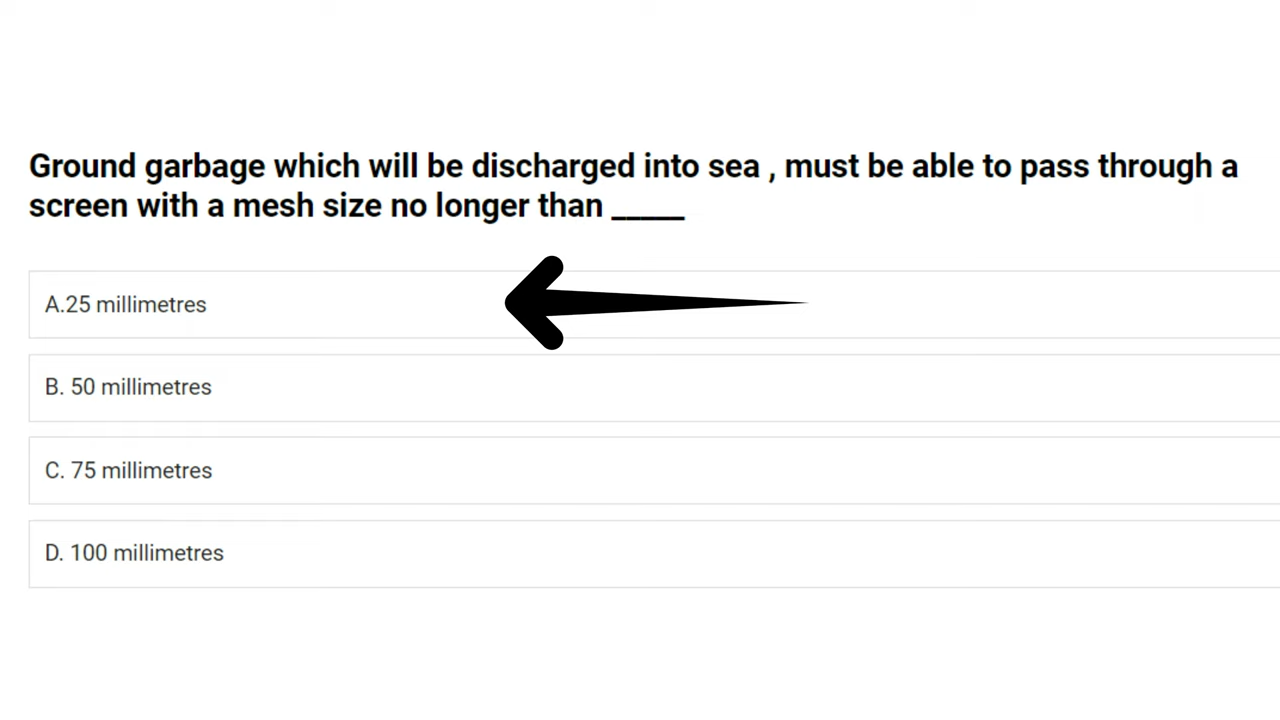 Ground garbage which will be discharged into sea , must be able to pass through a
screen with a mesh size no longer than _____
A.25 millimetres
B. 50 millimetres
C. 75 millimetres
D. 100 millimetres